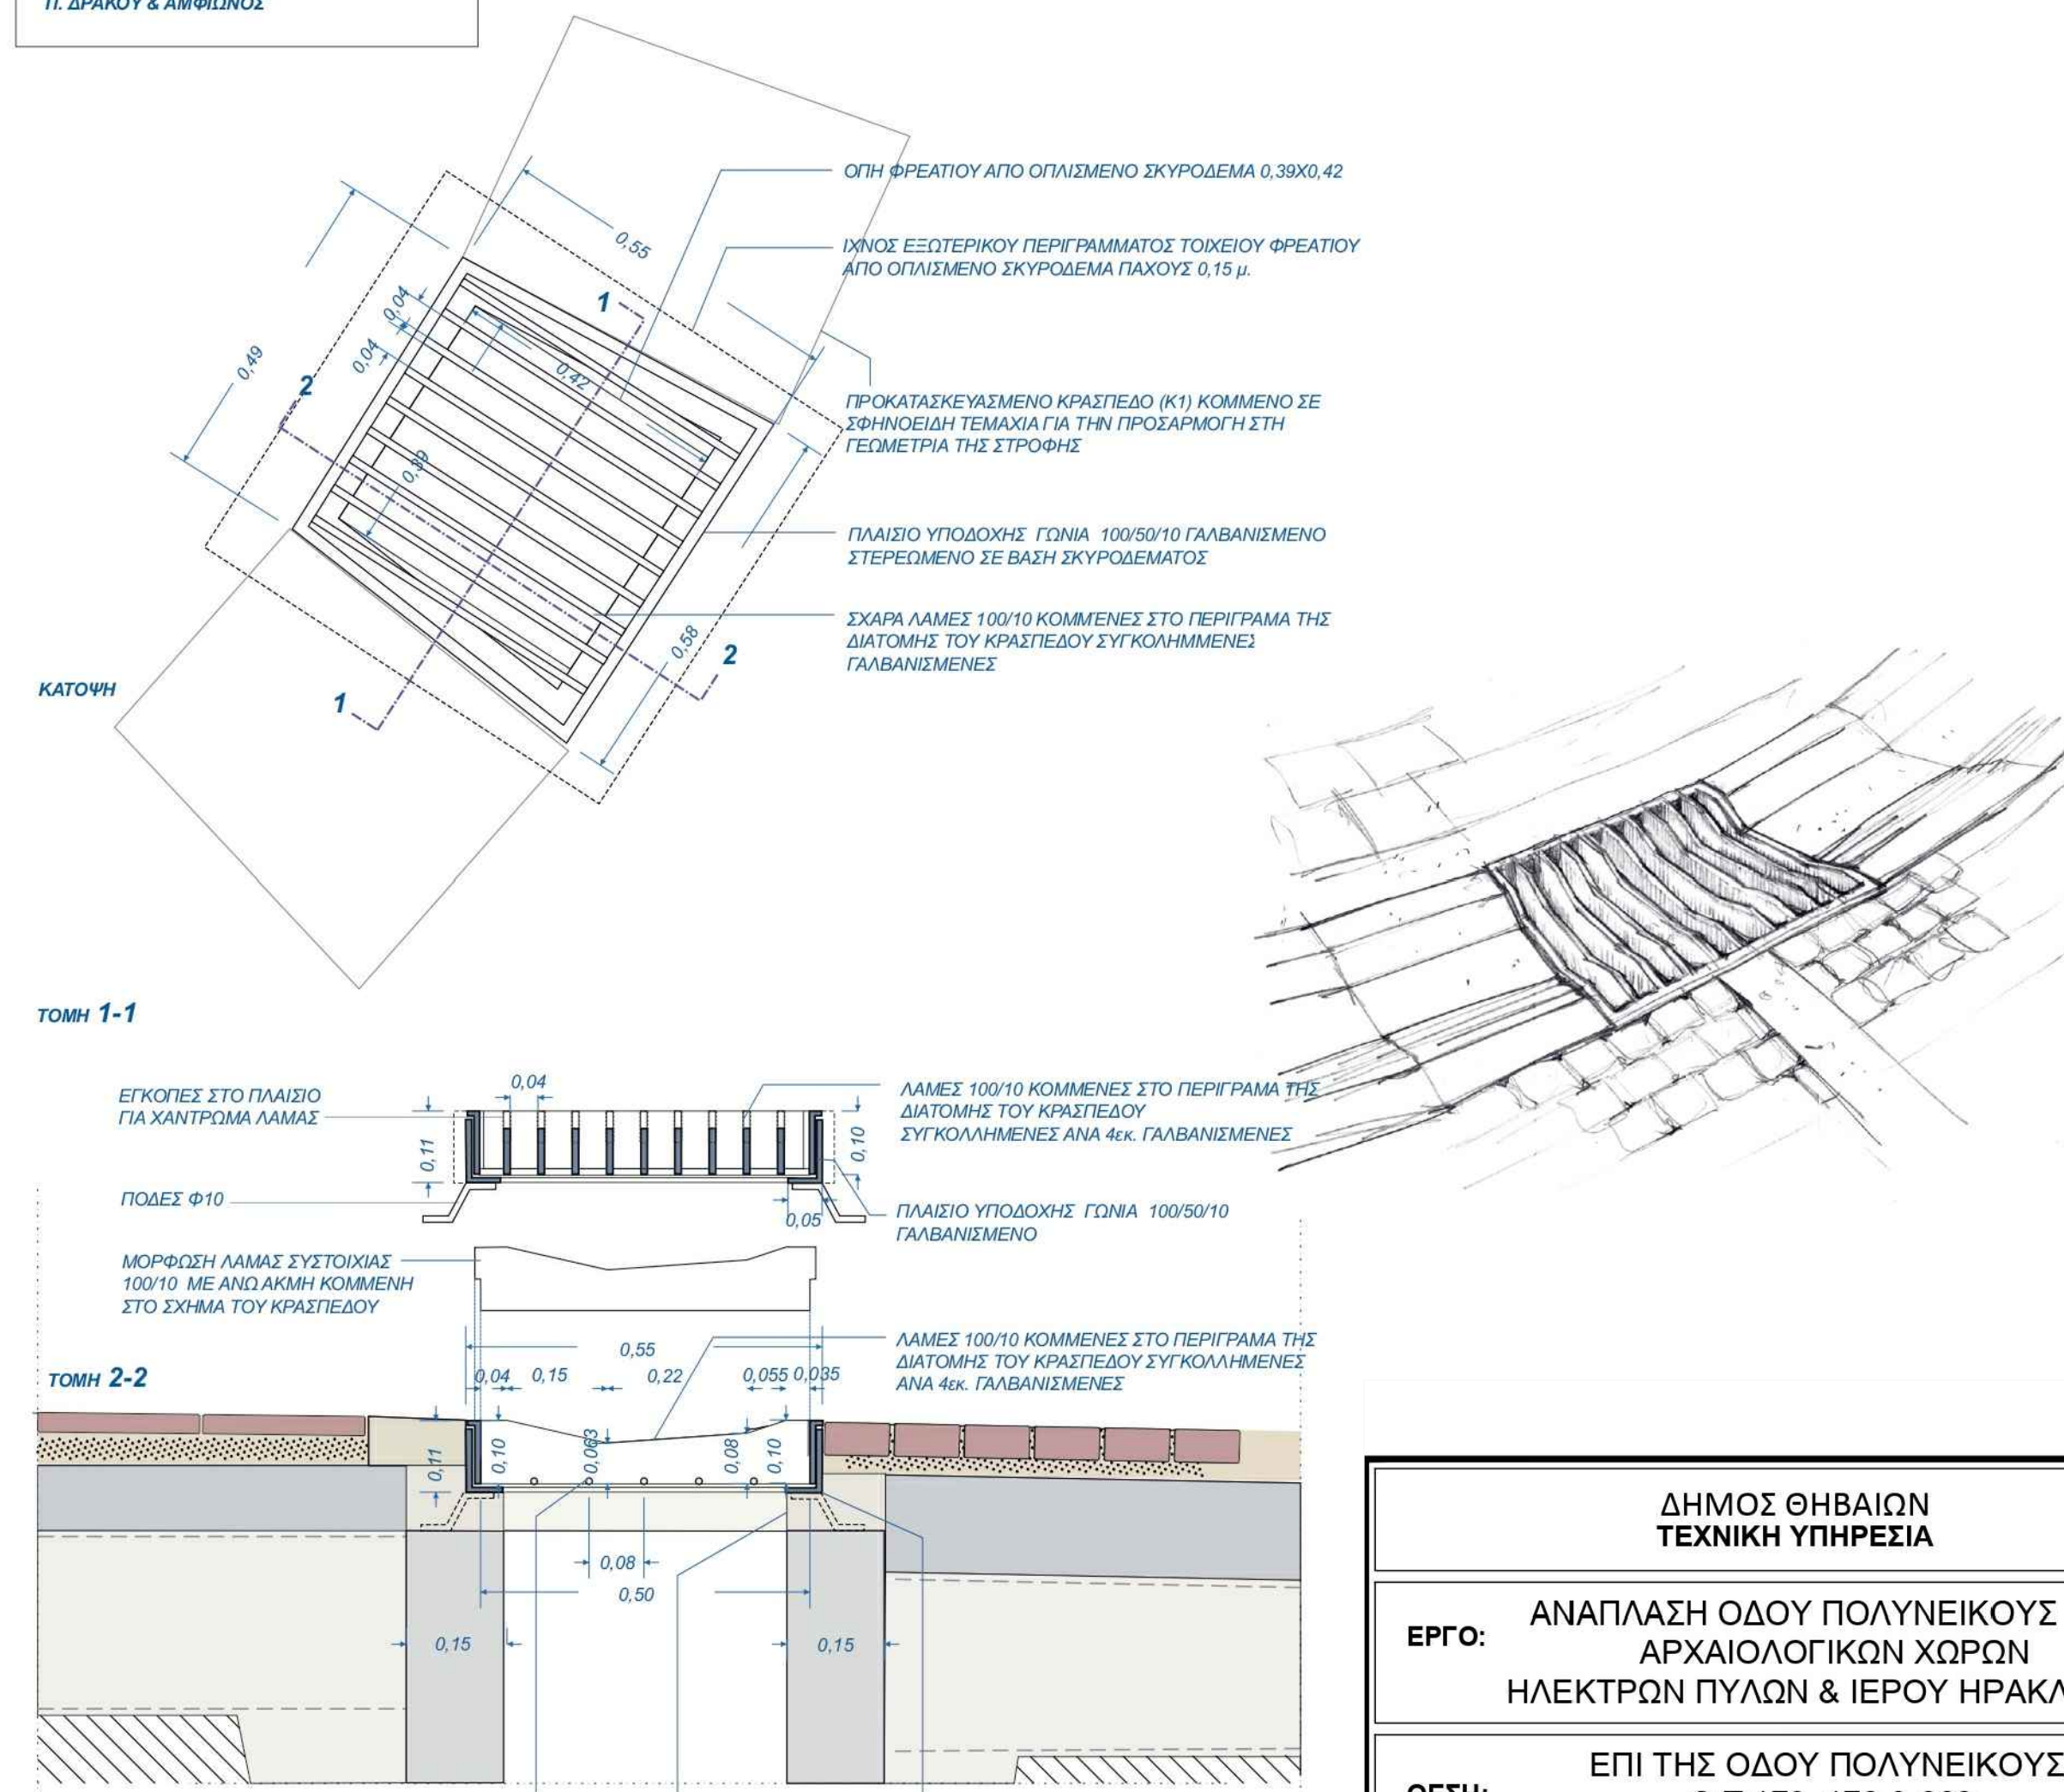 Π. ΔΡΑΚΟΥ & ΑΜΦΙΩΝΟΣ
ΟΠΗ ΦΡΕΑΤΙΟΥ ΑΠΟ ΟΠΛΙΣΜΕΝΟ ΣΚΥΡΟΔΕΜΑ 0,39Χ0,42
ΙΧΝΟΣ ΕΞΩΤΕΡΙΚΟΥ ΠΕΡΙΓΡΑΜΜΑΤΟΣ ΤΟΙΧΕΙΟΥ ΦΡΕΑΤΙΟΥ
ΑΠΟ ΟΠΛΙΣΜΕΝΟ ΣΚΥΡΟΔΕΜΑ ΠΑΧΟΥΣ 0,15 μ.
0,55
1
0,04
0,04
0,49
2
0,42
ΠΡΟΚΑΤΑΣΚΕΥΑΣΜΕΝΟ ΚΡΑΣΠΕΔΟ (Κ1) ΚΟΜΜΕΝΟ ΣΕ
ΣΦΗΝΟΕΙΔΗ ΤΕΜΑΧΙΑ ΓΙΑ ΤΗΝ ΠΡΟΣΑΡΜΟΓΗ ΣΤΗ
ΓΕΩΜΕΤΡΙΑ ΤΗΣ ΣΤΡΟΦΗΣ
0,39
ΠΛΑΙΣΙΟ ΥΠΟΔΟΧΗΣ ΓΩΝΙΑ 100/50/10 ΓΑΛΒΑΝΙΣΜΕΝΟ
ΣΤΕΡΕΩΜΕΝΟ ΣΕ ΒΑΣΗ ΣΚΥΡΟΔΕΜΑΤΟΣ
ΣΧΑΡΑ ΛΑΜΕΣ 100/10 ΚΟΜΜΕΝΕΣ ΣΤΟ ΠΕΡΙΓΡΑΜΑ ΤΗΣ
ΔΙΑΤΟΜΗΣ ΤΟΥ ΚΡΑΣΠΕΔΟΥ ΣΥΓΚΟΛΗΜΜΕΝΕΣ
ΓΑΛΒΑΝΙΣΜΕΝΕΣ
0,58
2
ΚΑΤΟΨΗ
1
ΤΟΜΗ 1-1
ΕΓΚΟΠΕΣ ΣΤΟ ΠΛΑΙΣΙΟ
ΓΙΑ ΧΑΝΤΡΩΜΑ ΛΑΜΑΣ
0,04
0,11
0,10
0,05
ΛΑΜΕΣ 100/10 ΚΟΜΜΕΝΕΣ ΣΤΟ ΠΕΡΙΓΡΑΜΑ ΤΗΣ
ΔΙΑΤΟΜΗΣ ΤΟΥ ΚΡΑΣΠΕΔΟΥ
ΣΥΓΚΟΛΛΗΜΕΝΕΣ ΑΝΑ 4εκ. ΓΑΛΒΑΝΙΣΜΕΝΕΣ
ΠΟΔΕΣ Φ10
ΠΛΑΙΣΙΟ ΥΠΟΔΟΧΗΣ ΓΩΝΙΑ 100/50/10
ΓΑΛΒΑΝΙΣΜΕΝΟ
ΜΟΡΦΩΣΗ ΛΑΜΑΣ ΣΥΣΤΟΙΧΙΑΣ
100/10 ΜΕ ΑΝΩ ΑΚΜΗ ΚΟΜΜΕΝΗ
ΣΤΟ ΣΧΗΜΑ ΤΟΥ ΚΡΑΣΠΕΔΟΥ
ΛΑΜΕΣ 100/10 ΚΟΜΜΕΝΕΣ ΣΤΟ ΠΕΡΙΓΡΑΜΑ ΤΗΣ
ΔΙΑΤΟΜΗΣ ΤΟΥ ΚΡΑΣΠΕΔΟΥ ΣΥΓΚΟΛΛΗΜΕΝΕΣ
ΑΝΑ 4εκ. ΓΑΛΒΑΝΙΣΜΕΝΕΣ
ΤΟΜΗ 2-2
0,55
0,04 0,15 0,22 0,055 0,035
0,11 0,10 0,063 0,08 0,10
0,08
0,50
0,15 0,15
ΔΗΜΟΣ ΘΗΒΑΙΩΝ
ΤΕΧΝΙΚΗ ΥΠΗΡΕΣΙΑ
ΕΡΓΟ:
ΑΝΑΠΛΑΣΗ ΟΔΟΥ ΠΟΛΥΝΕΙΚΟΥΣ
ΑΡΧΑΙΟΛΟΓΙΚΩΝ ΧΩΡΩΝ
ΗΛΕΚΤΡΩΝ ΠΥΛΩΝ & ΙΕΡΟΥ
ΕΠΙ ΤΗΣ ΟΔΟΥ ΠΟΛΥΝΕΙΚΟΥΣ